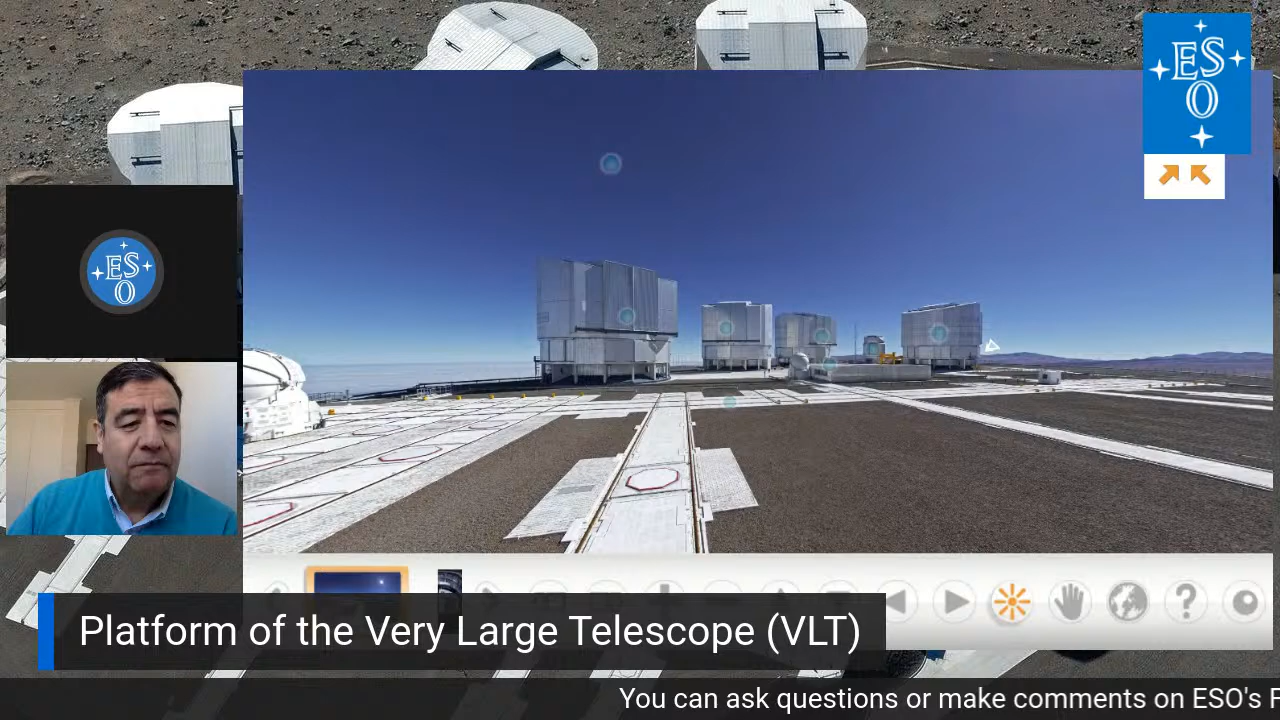 ESO
ESO
Platform of the Very Large Telescope (VLT)
You can ask questions or make comments on ESO's F